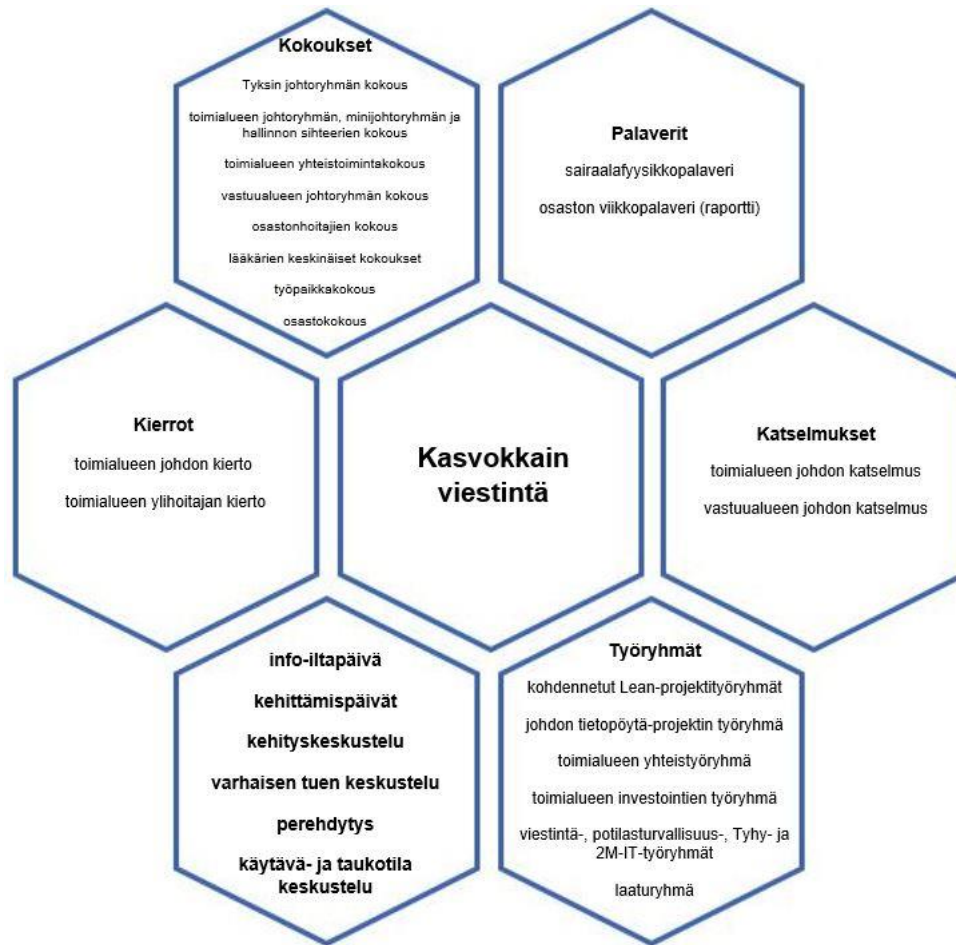 Kokoukset
Tyksin johtoryhmän kokous
toimialueen johtoryhmän, minijohtoryhmän ja
hallinnon sihteerien kokous
toimialueen yhteistoimintakokous
vastuualueen johtoryhmän kokous
osastonhoitajien kokous
lääkärien keskinäiset kokoukset
työpaikkakokous
osastokokous
Palaverit
sairaalafyysikkopalaveri
osaston viikkopalaveri (raportti)
Kierrot
toimialueen johdon kierto
toimialueen ylihoitajan kierto
Kasvokkain
viestintä
Katselmukset
toimialueen johdon katselmus
vastuualueen johdon katselmus
info-iltapäivä
kehittämispäivät
kehityskeskustelu
varhaisen tuen keskustelu
perehdytys
käytävä- ja taukotila
keskustelu
Työryhmät
kohdennetut Lean-projektityöryhmät
johdon tietopöytä-projektin työryhmä
toimialueen yhteistyöryhmä
toimialueen investointien työryhmä
viestintä-, potilasturvallisuus-, Tyhy- ja
2M-IT-työryhmät
laaturyhmä